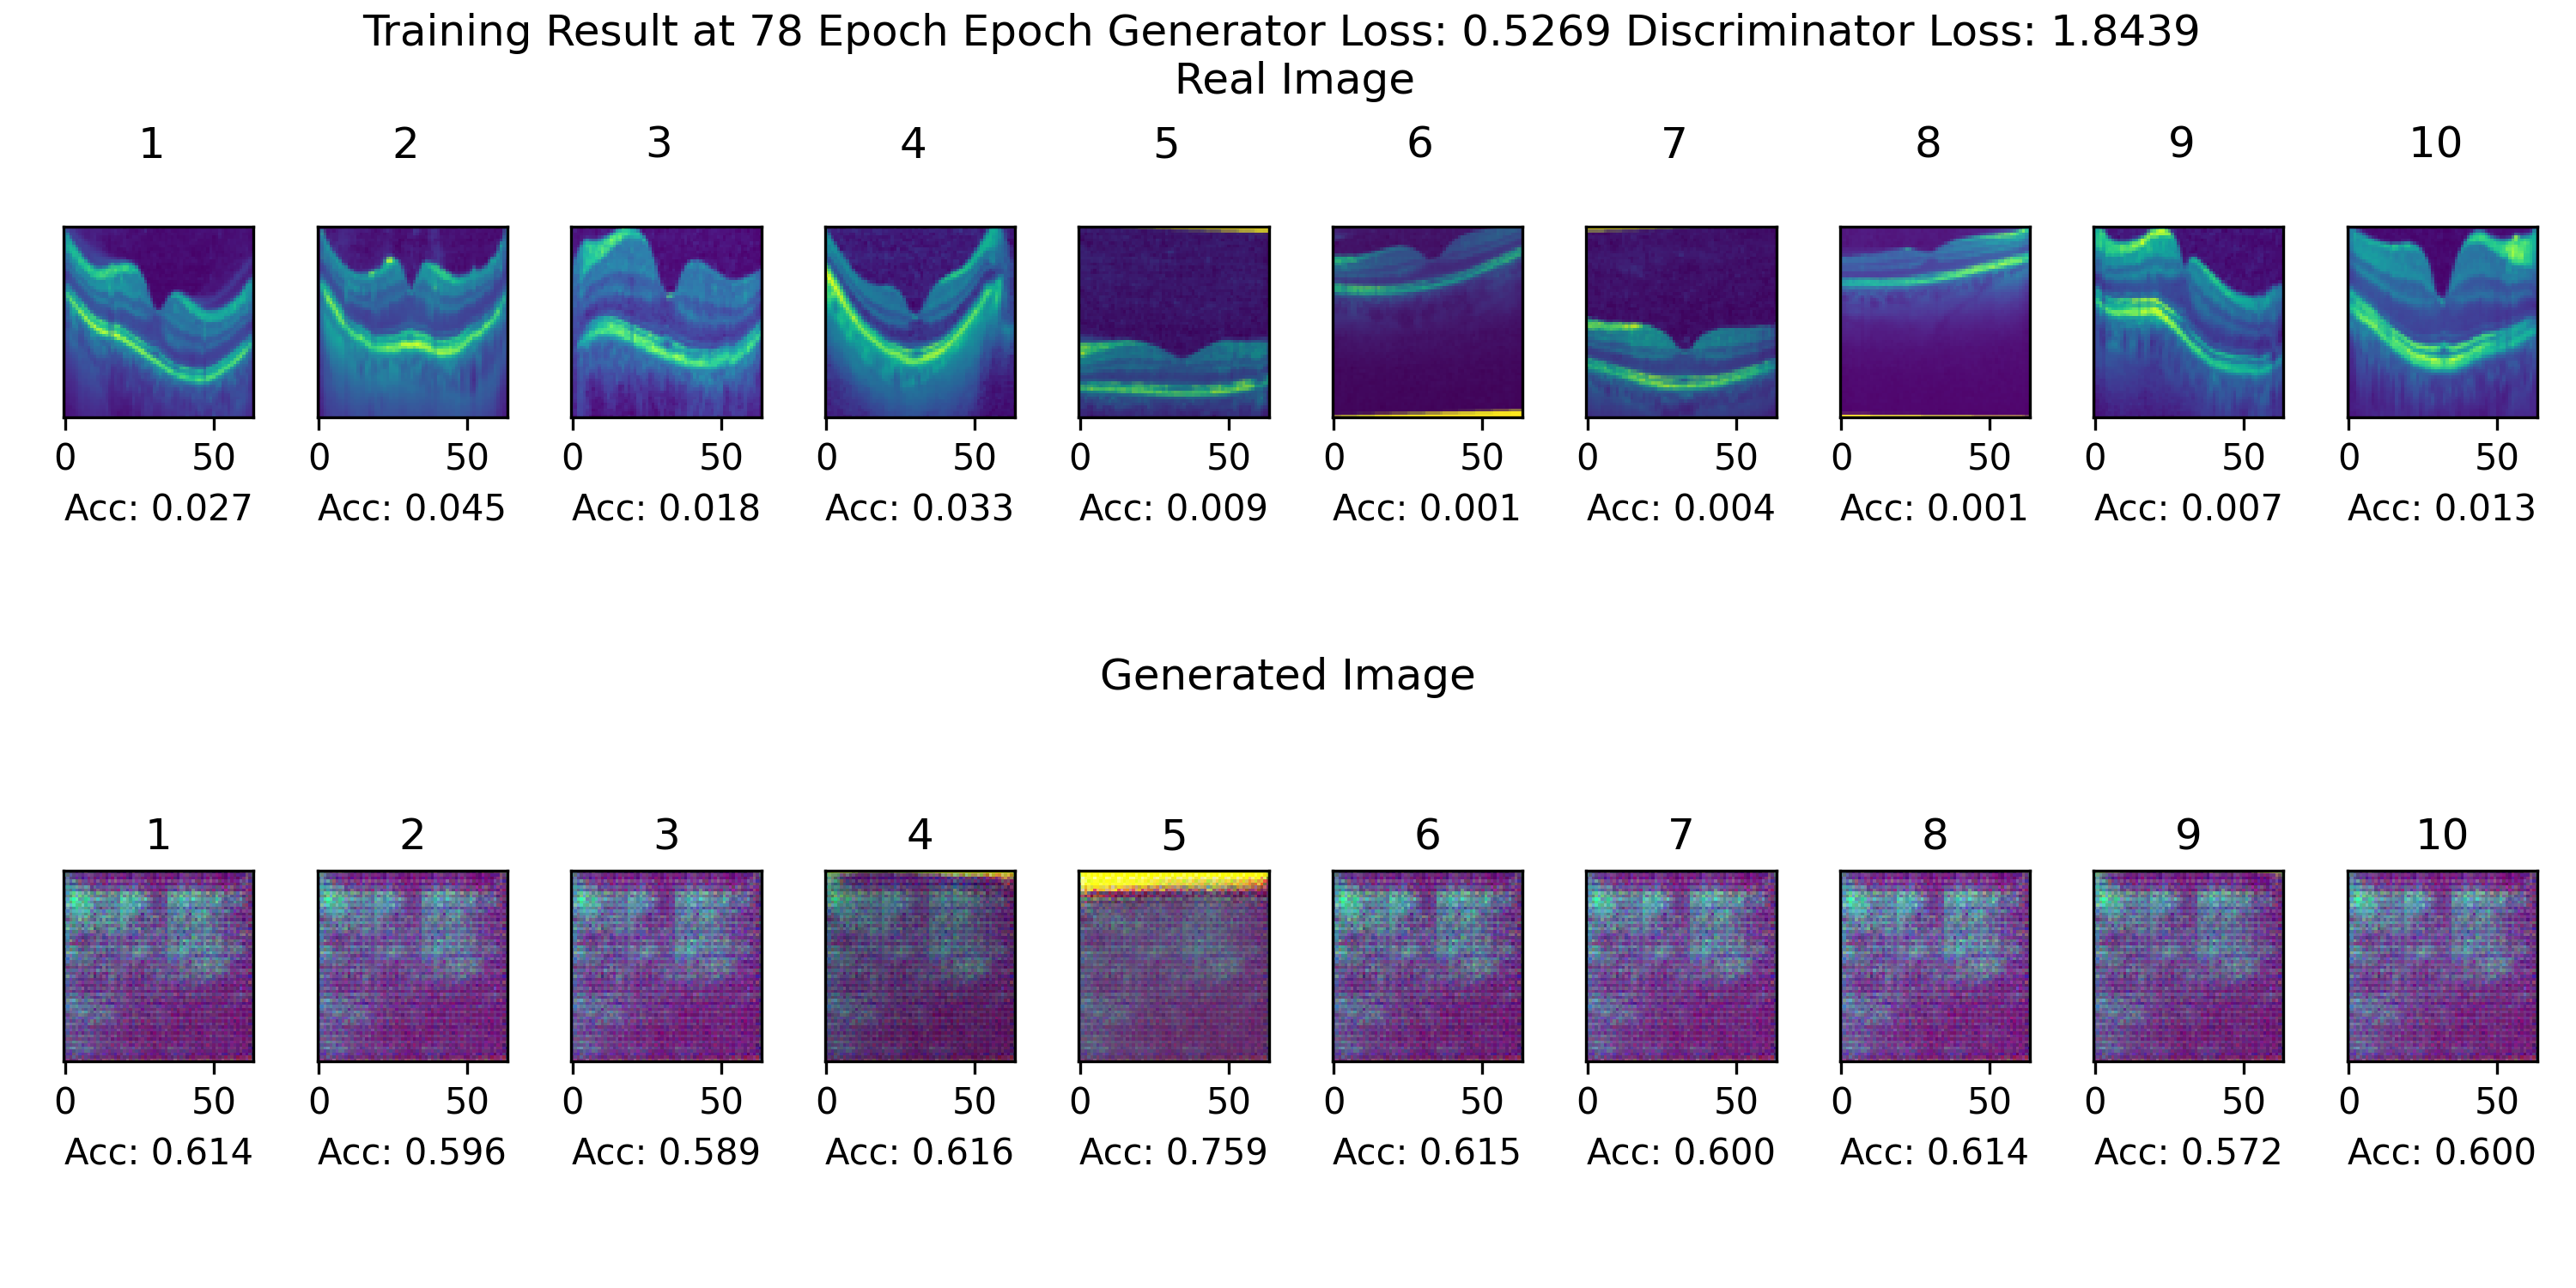 Training Result at 78 Epoch Epoch Generator Loss: 0.5269 Discriminator Loss: 1.8439
Real Image
1 2 3 4 5 6 7 8 9 10
0 50 0 50 0 50 0 50 0 50 0 50 0 50 0 50 0 50 0 50
Acc: 0.027 Acc: 0.045 Acc: 0.018 Acc: 0.033 Acc: 0.009 Acc: 0.001 Acc: 0.004 Acc: 0.001 Acc: 0.007 Acc: 0.013
Generated Image
1 2 3 4 5 6 7 8 9 10
0 50 0 50 0 50 0 50 0 50 0 50 0 50 0 50 0 50 0 50
Acc: 0.614 Acc: 0.596 Acc: 0.589 Acc: 0.616 Acc: 0.759 Acc: 0.615 Acc: 0.600 Acc: 0.614 Acc: 0.572 Acc: 0.600